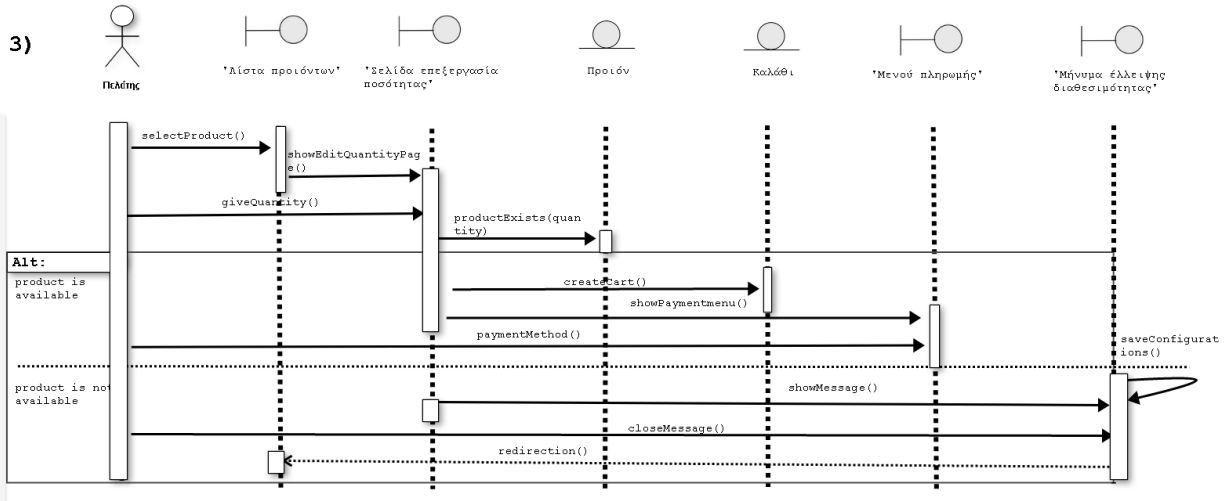 3)
Πελάτης
'Λίστα προιόντων'
'Σελίδα επεξεργασία
ποσότητας'
Προιόν
Καλάθι
'Μενού πληρωμής'
'Μήνυμα έλλειψης
διαθεσιμότητας'
selectProduct()
showEditQuantityPag
e()
giveQuantity()
productExists(quan
tity)
Alt:
product is
available
createCart()
showPaymentmenu()
paymentMethod()
saveConfigurat
ions()
product is not
available
showMessage()
closeMessage()
redirection()